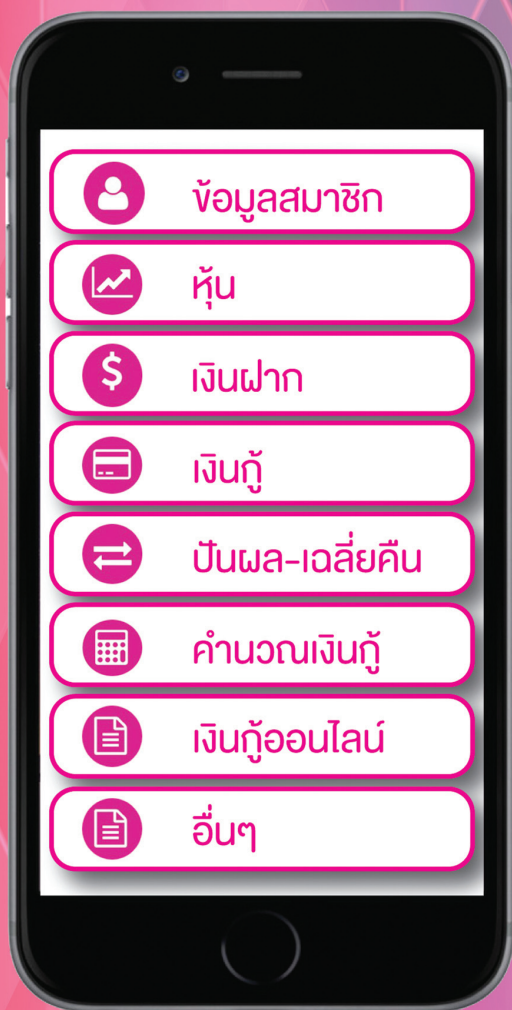 ข้อมูลสมาชิก
หุ้น
เงินฝาก
เงินกู้
ปันผล-เฉลี่ยคืน
คำนวณเงินกู้
เงินกู้ออนไลน์
อื่นๆ